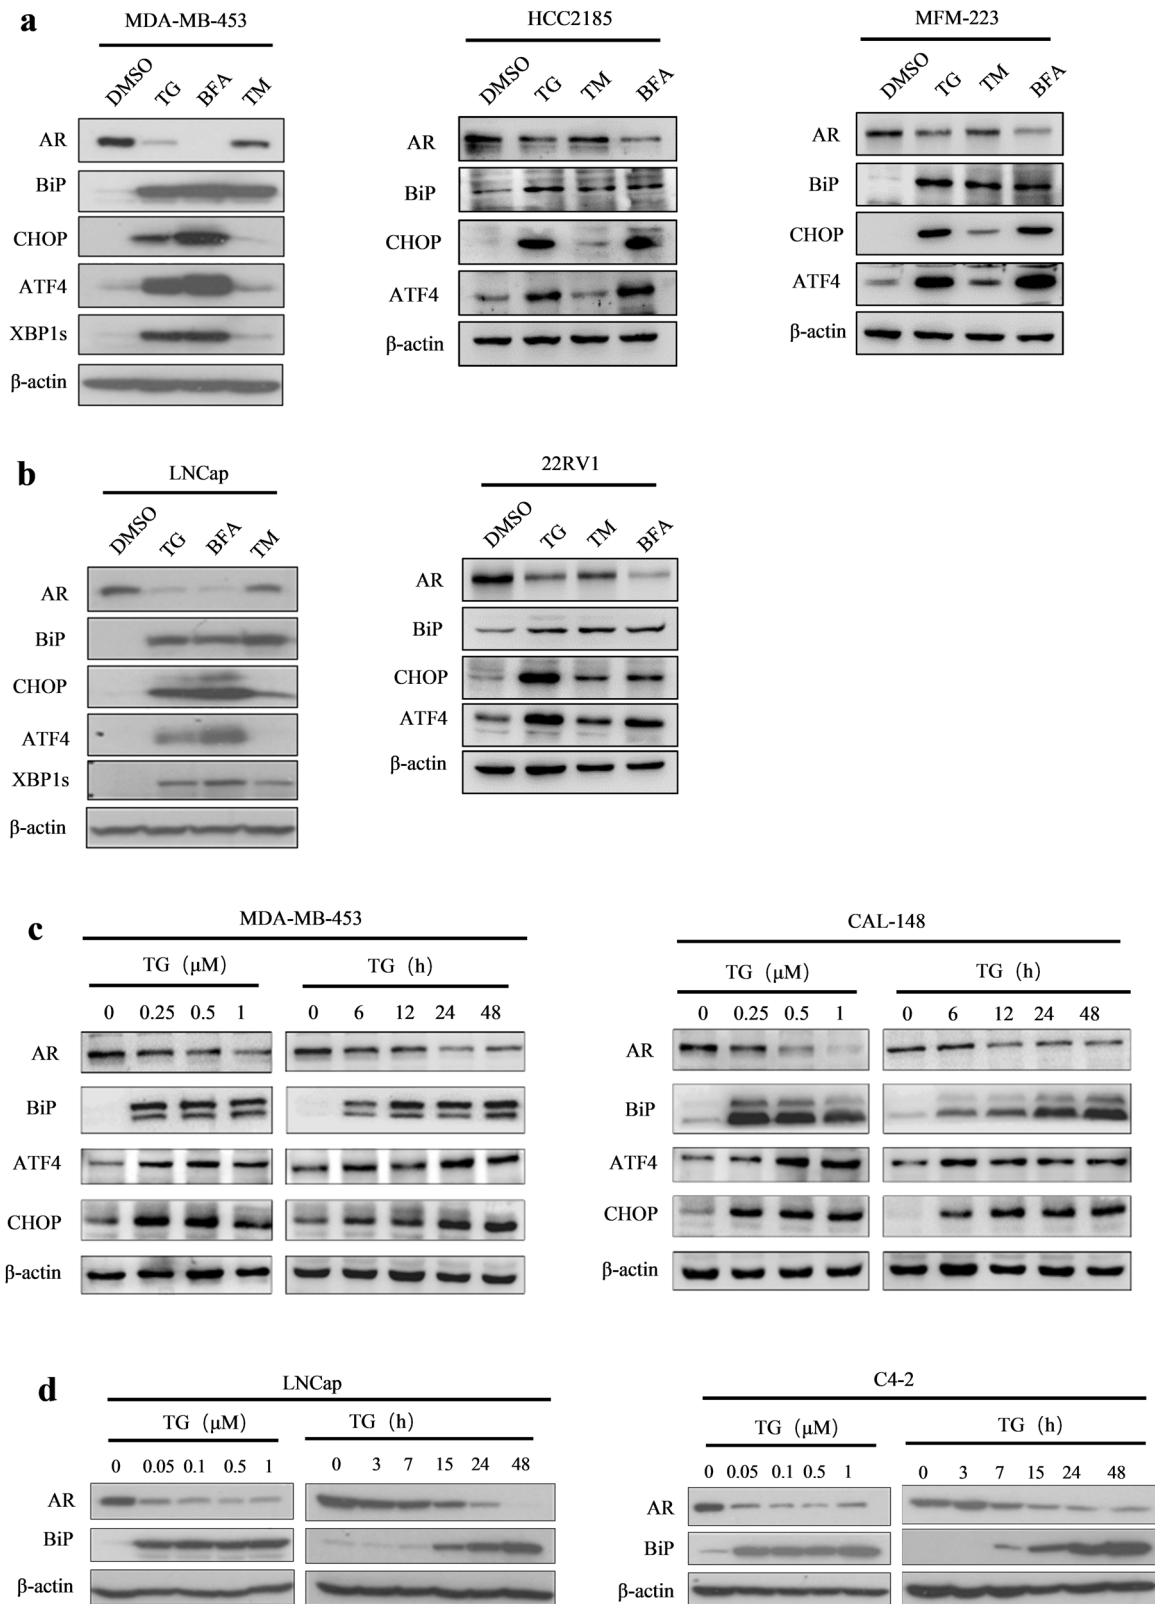 a
MDA-MB-453
DMSO TG BFA TM
AR
BiP
CHOP
ATF4
XBP1s
β-actin
HCC2185
DMSO TG TM BFA
AR
BiP
CHOP
ATF4
β-actin
MFM-223
DMSO TG TM BFA
AR
BiP
CHOP
ATF4
β-actin
b
LNCap
DMSO TG BFA TM
AR
BiP
CHOP
ATF4
XBP1s
β-actin
22RV1
DMSO TG TM BFA
AR
BiP
CHOP
ATF4
β-actin
c
MDA-MB-453
TG (μM) TG (h)
0 0.25 0.5 1 0 6 12 24 48
AR
BiP
ATF4
CHOP
β-actin
CAL-148
TG (μM) TG (h)
0 0.25 0.5 1 0 6 12 24 48
AR
BiP
ATF4
CHOP
β-actin
d
LNCap
TG (μM) TG (h)
0 0.05 0.1 0.5 1 0 3 7 15 24 48
AR
BiP
β-actin
C4-2
TG (μM) TG (h)
0 0.05 0.1 0.5 1 0 3 7 15 24 48
AR
BiP
β-actin